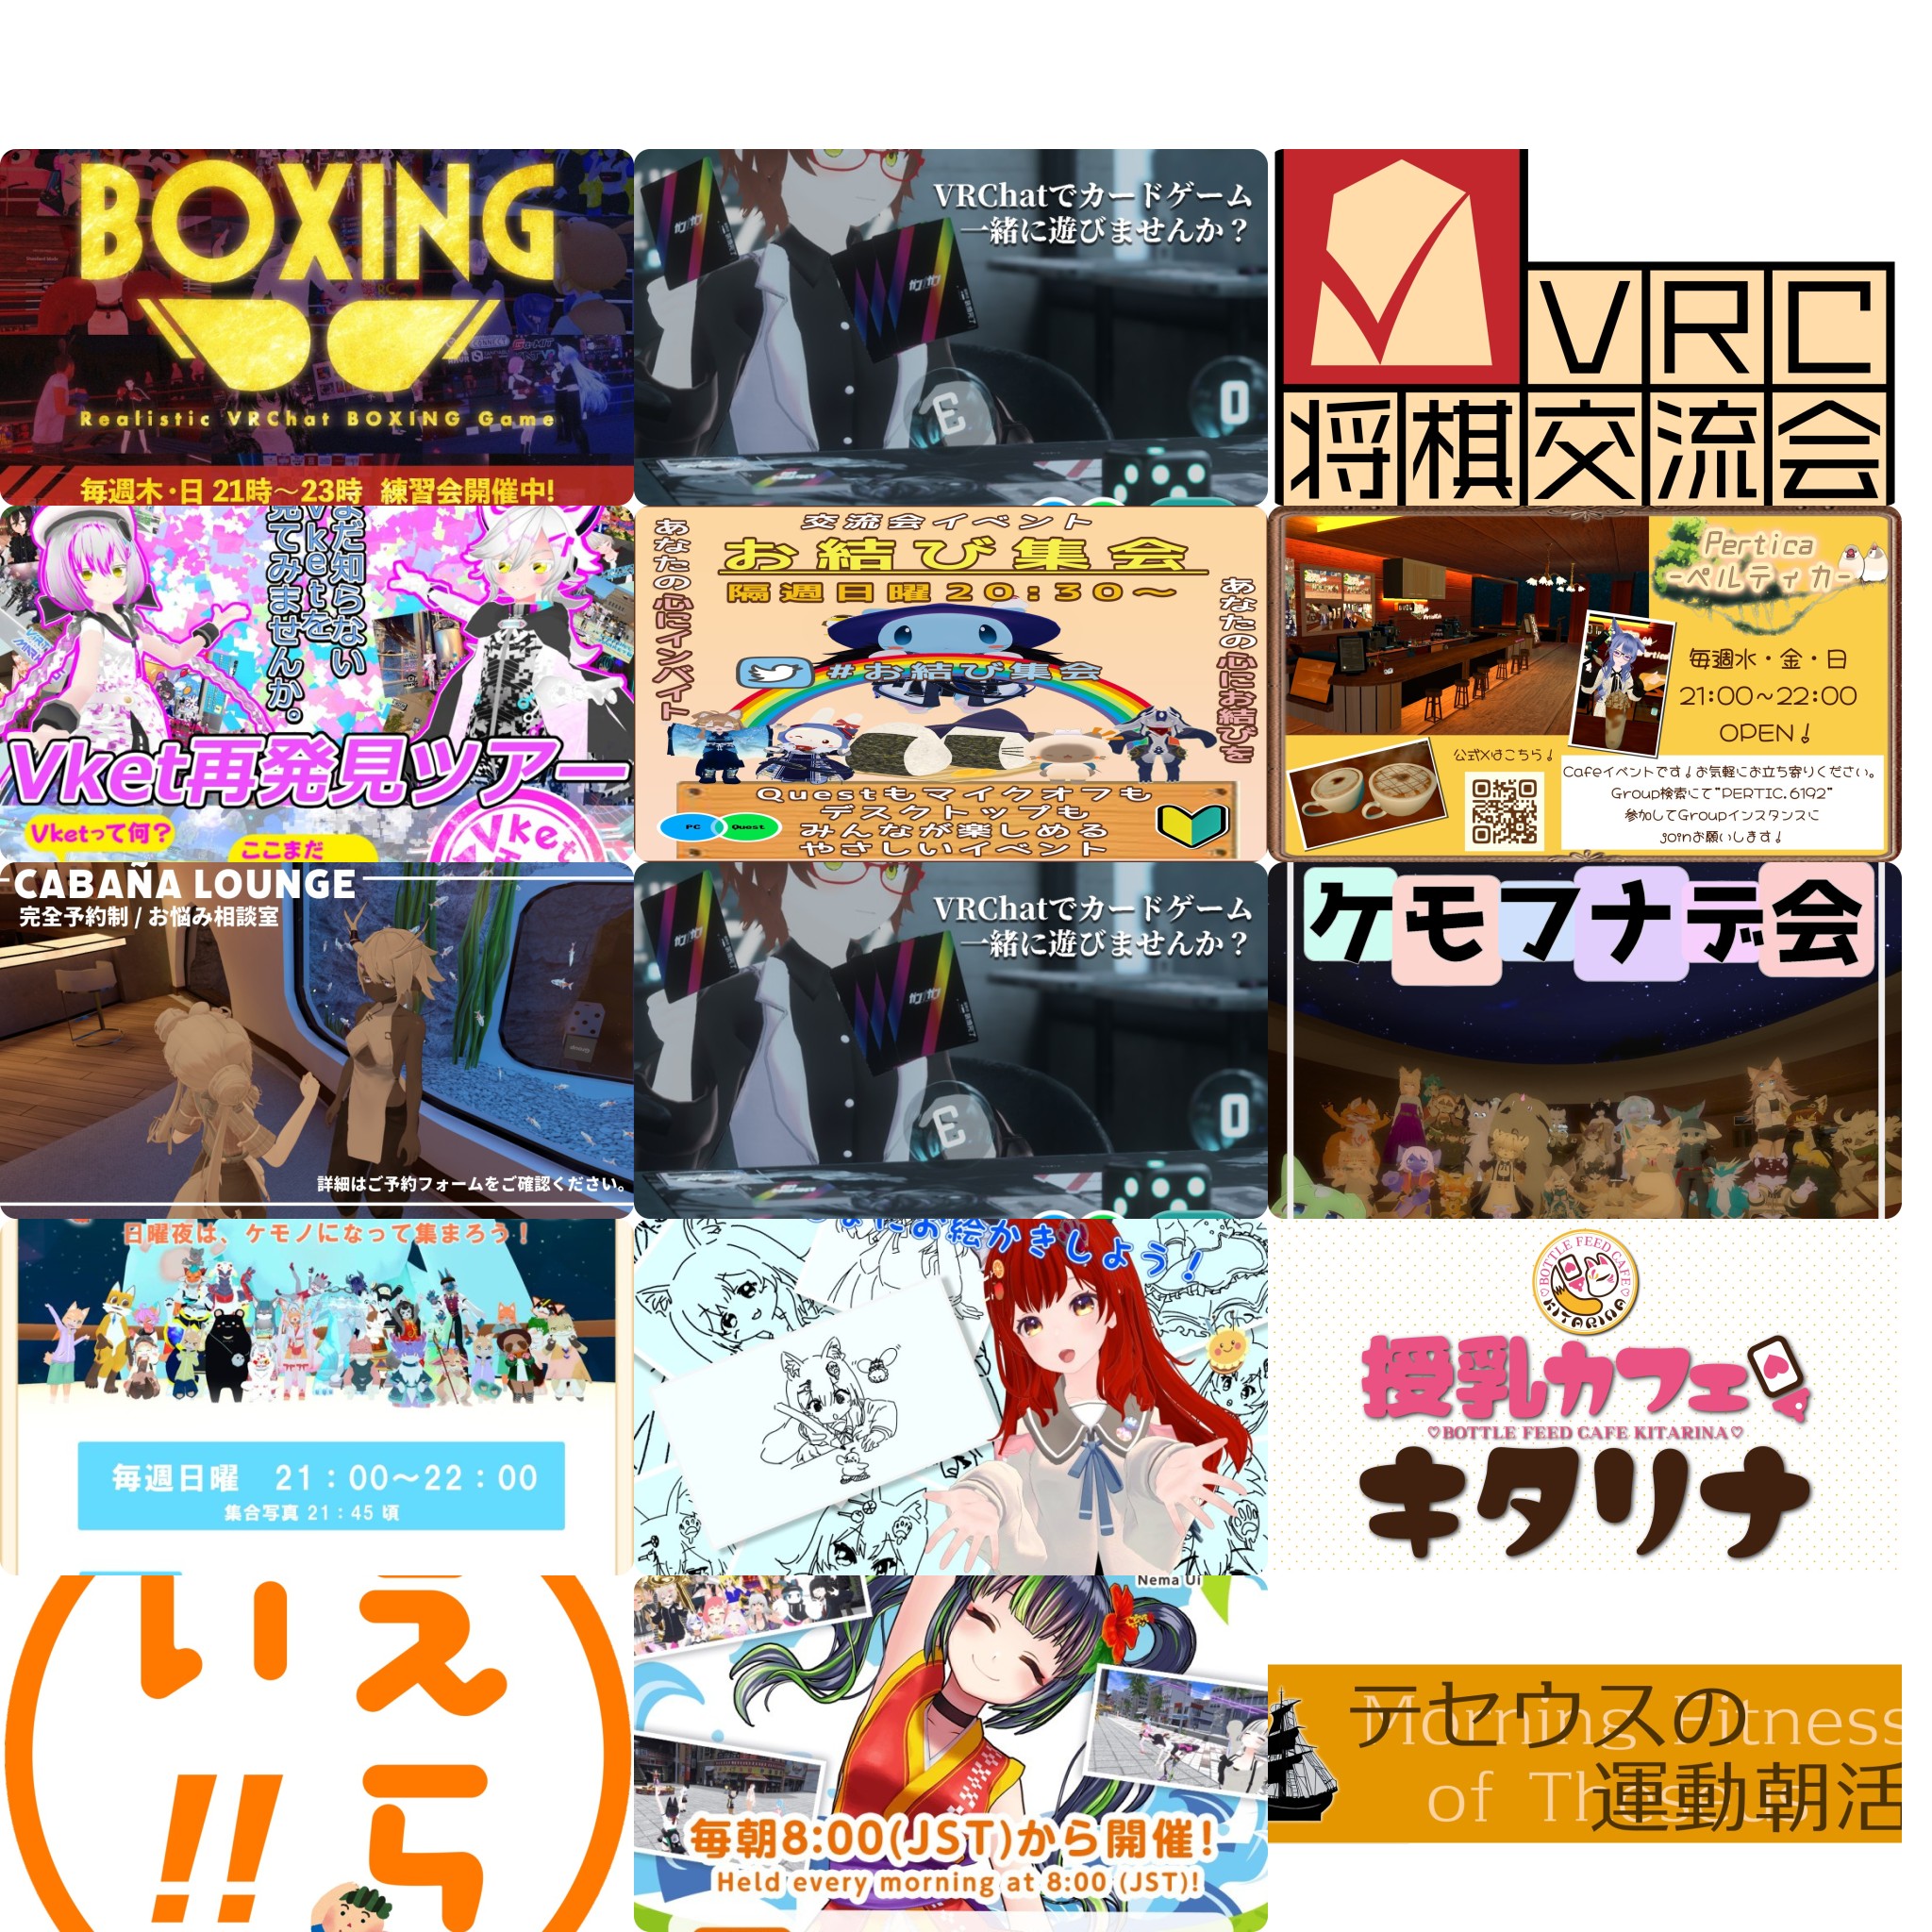 BOXING
Realistic VRChat BOXING Game
毎週木・日 21時～23時 練習会開催中!
VRChatでカードゲーム
一緒に遊びませんか？
VRC
将棋交流会
まだ知らない
Vketを
見てみませんか。
Vket再発見ツアー
Vketって何？
ここまだ
Vket
交流会イベント
お結び集会
隔週日曜20:30～
あなたの心にインバイト
あなたの心にお結びを
#お結び集会
PC
Quest
Questもマイクオフも
デスクトップも
みんなが楽しめる
やさしいイベント
Pertica
-ペルティカ-
毎週水・金・日
21:00～22:00
OPEN!
公式Xはこちら!
Cafeイベントです!お気軽にお立ち寄りください。
Group検索にて"PERTIC.6192"
参加してGroupインスタンスに
joinお願いします!
CABAÑA LOUNGE
完全予約制 / お悩み相談室
詳細はご予約フォームをご確認ください。
VRChatでカードゲーム
一緒に遊びませんか？
ケモフナデ会
日曜夜は、ケモノになって集まろう！
毎週日曜　21：00～22：00
集合写真 21：45 頃
お絵かきしよう！
BOTTLE FEED CAFE
KITARINA
授乳カフェ
♡BOTTLE FEED CAFE KITARINA♡
キタリナ
いえ
!!ら
Nema Ui
毎朝8:00(JST)から開催!
Held every morning at 8:00 (JST)!
テセウスの
運動朝活
Morning Fitness
of Theseus